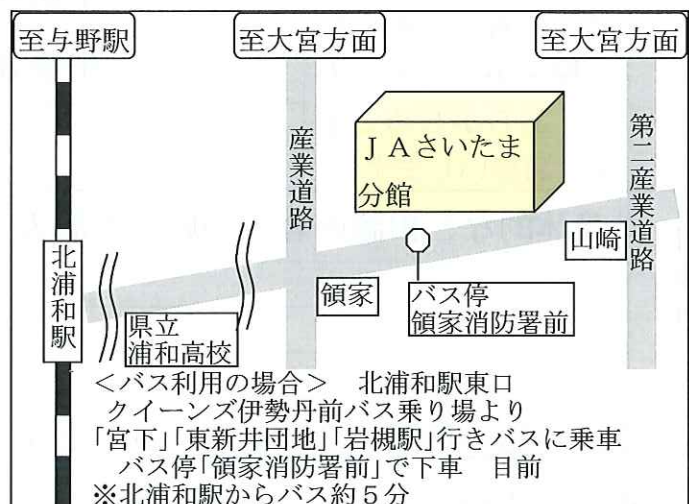 至与野駅
至大宮方面
至大宮方面
産業道路
ＪＡさいたま
分館
第二産業道路
山崎
北浦和駅
領家
バス停
領家消防署前
県立
浦和高校
＜バス利用の場合＞　北浦和駅東口
クイーンズ伊勢丹前バス乗り場より
「宮下」「東新井団地」「岩槻駅」行きバスに乗車
バス停「領家消防署前」で下車　目前
※北浦和駅からバス約５分